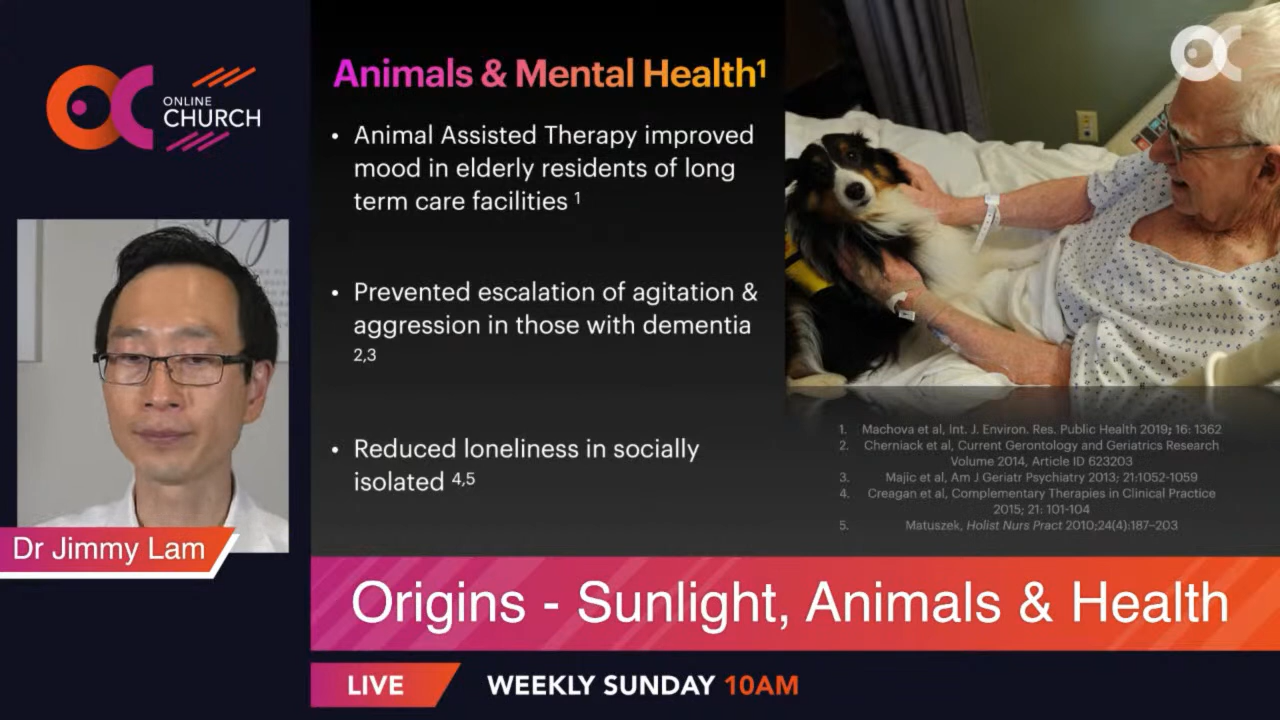 ONLINE
CHURCH
Animals & Mental Health¹
• Animal Assisted Therapy improved
mood in elderly residents of long
term care facilities ¹
• Prevented escalation of agitation &
aggression in those with dementia
2,3
• Reduced loneliness in socially
isolated 4,5
1. Machova et al, Int. J. Environ. Res. Public Health 2019; 16: 1362
2. Cherniack et al, Current Gerontology and Geriatrics Research
Volume 2014, Article ID 623203
3. Majic et al, Am J Geriatr Psychiatry 2013; 21:1052-1059
4. Creagan et al, Complementary Therapies in Clinical Practice
2015; 21: 101-104
5. Matuszek, Holist Nurs Pract 2010;24(4):187–203
Dr Jimmy Lam
Origins - Sunlight, Animals & Health
LIVE WEEKLY SUNDAY 10AM